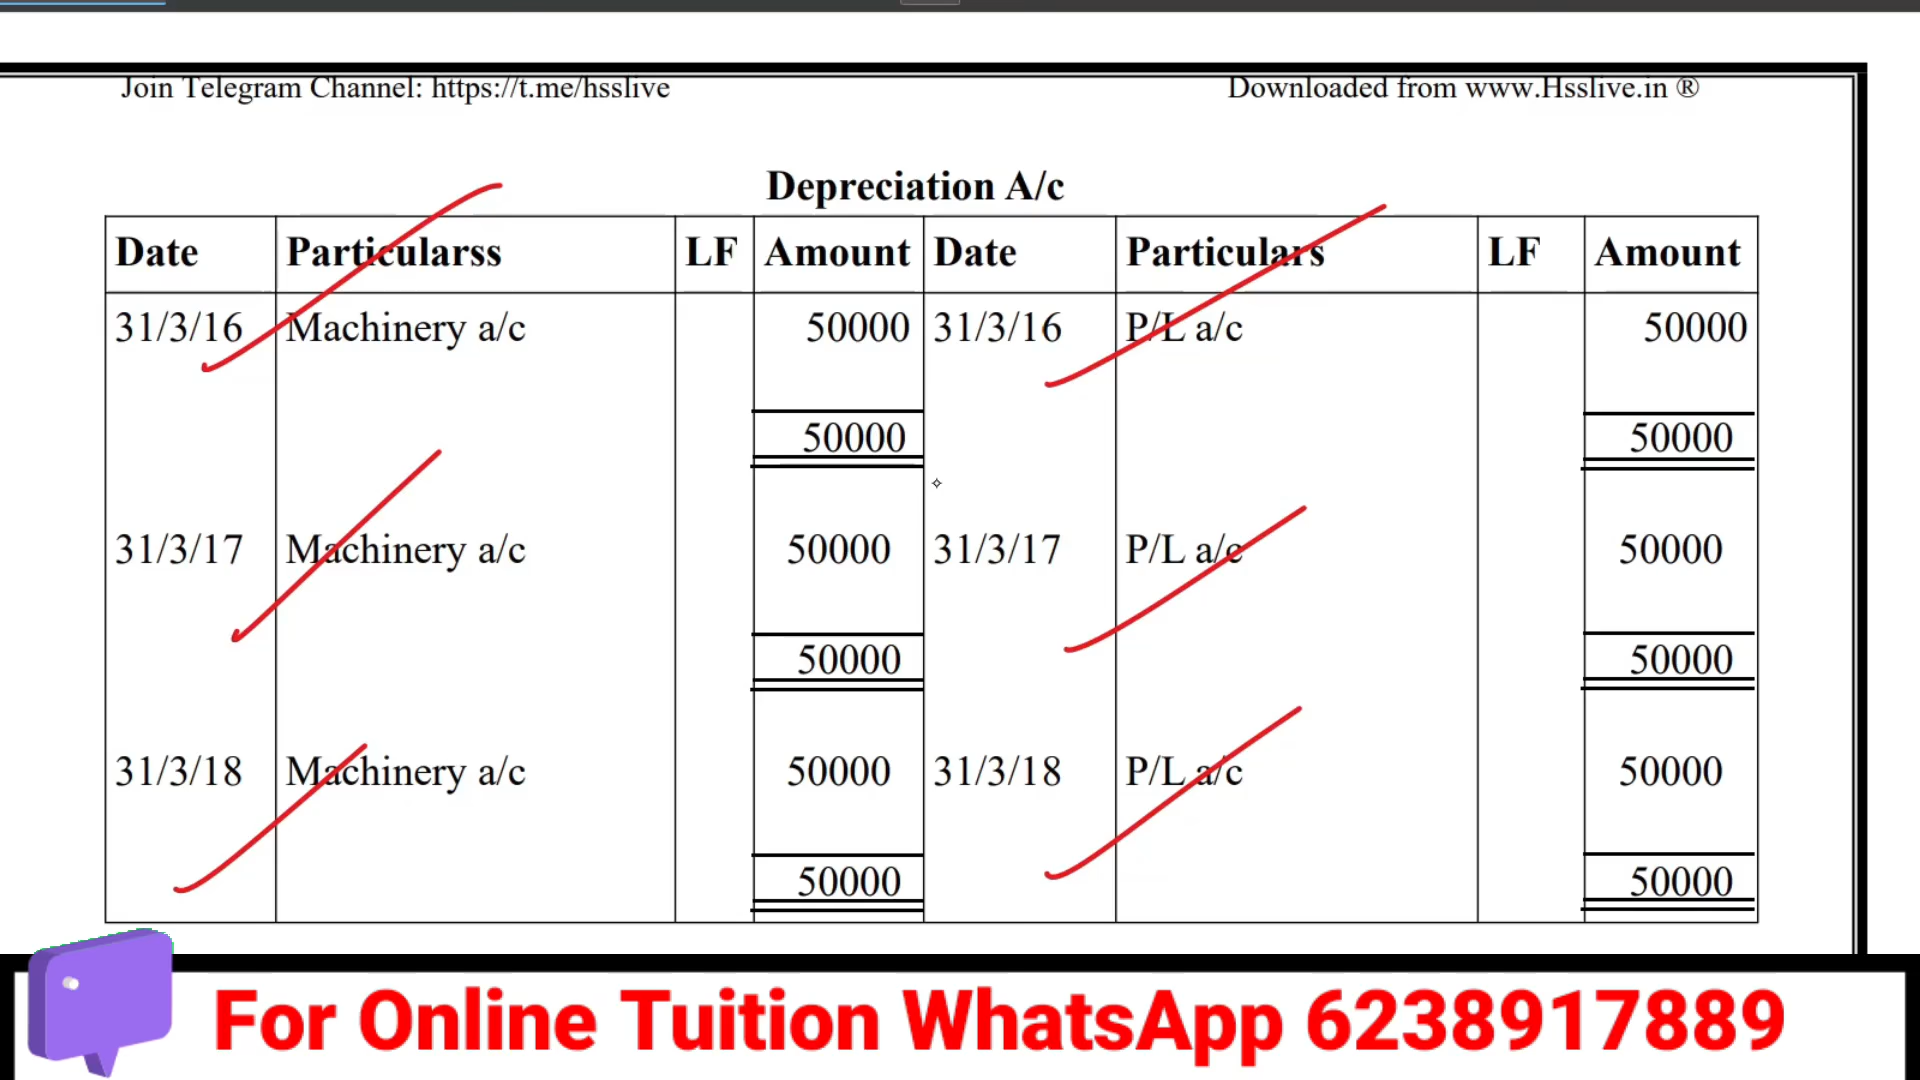 Join Telegram Channel: https://t.me/hsslive Downloaded from www.Hsslive.in ®
Depreciation A/c
Date Particularss LF Amount Date Particulars LF Amount
31/3/16 Machinery a/c 50000 31/3/16 P/L a/c 50000
50000 50000
31/3/17 Machinery a/c 50000 31/3/17 P/L a/c 50000
50000 50000
31/3/18 Machinery a/c 50000 31/3/18 P/L a/c 50000
50000 50000
For Online Tuition WhatsApp 6238917889